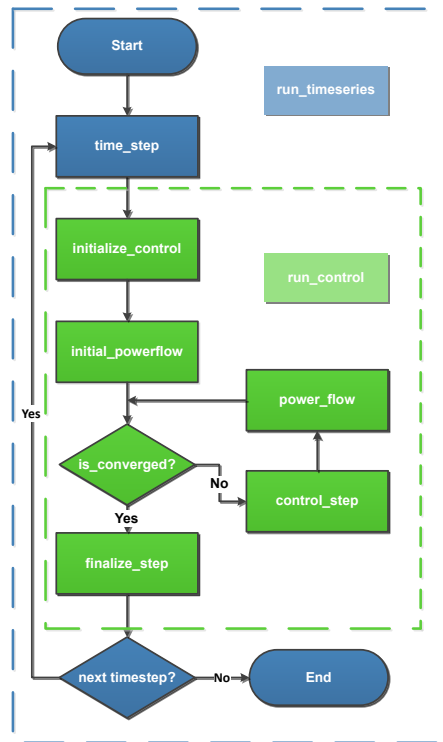 Start
run_timeseries
time_step
initialize_control
run_control
initial_powerflow
power_flow
Yes
is_converged?
No
control_step
Yes
finalize_step
next timestep?
No
End